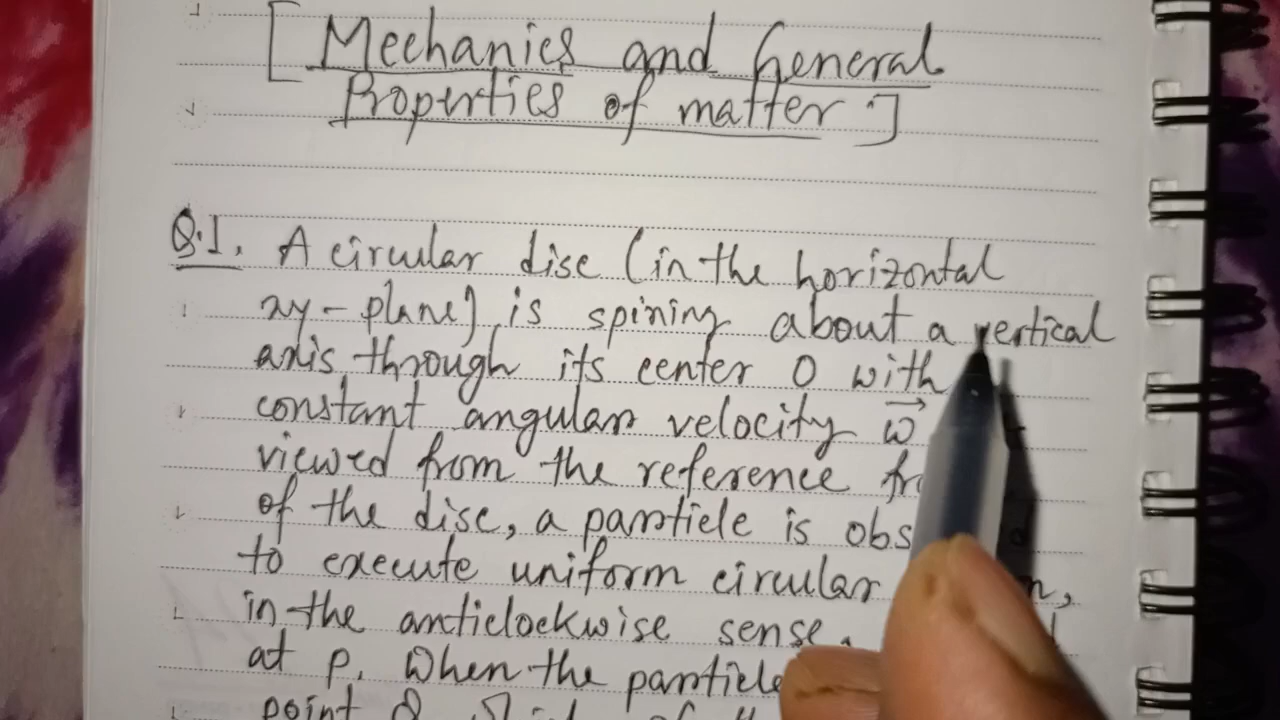 [ Mechanics and General
Properties of matter ]
Q.1. A circular disc (in the horizontal
xy-plane) is spining about a vertical
axis through its center O with
constant angular velocity ω⃗
viewed from the reference
of the disc, a particle is
to execute uniform circular
in the anticlockwise sense.
at P. When the particle
point Q